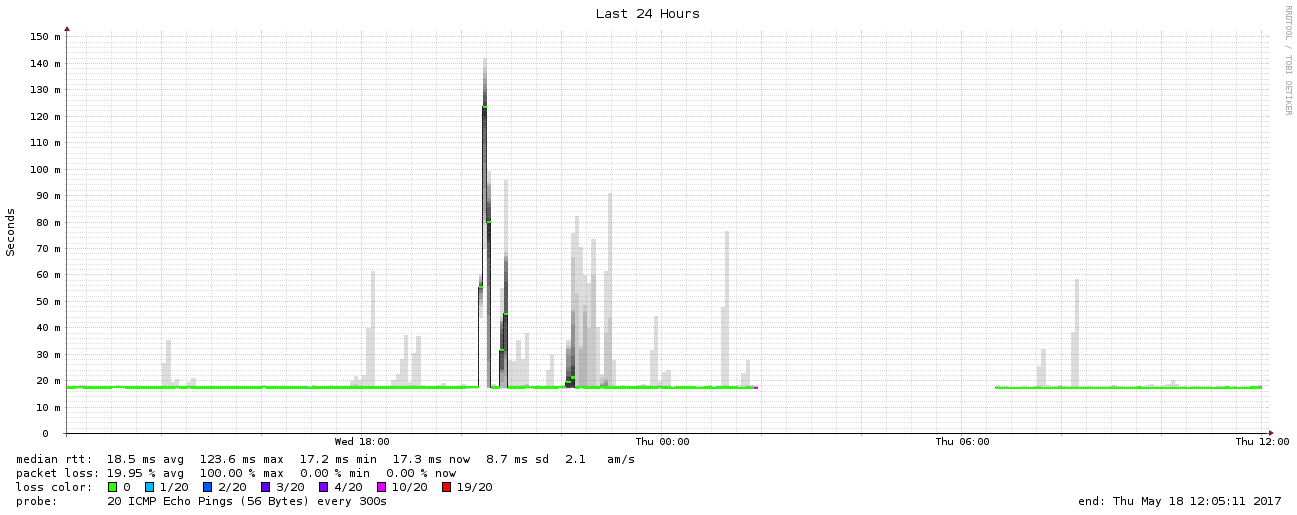 Last 24 Hours
RRDTOOL / TOBI OETIKER
Seconds
150 m
140 m
130 m
120 m
110 m
100 m
90 m
80 m
70 m
60 m
50 m
40 m
30 m
20 m
10 m
0
Wed 18:00 Thu 00:00 Thu 06:00 Thu 12:00
median rtt: 18.5 ms avg 123.6 ms max 17.2 ms min 17.3 ms now 8.7 ms sd 2.1 am/s
packet loss: 19.95 % avg 100.00 % max 0.00 % min 0.00 % now
loss color: 0 1/20 2/20 3/20 4/20 10/20 19/20
probe: 20 ICMP Echo Pings (56 Bytes) every 300s end: Thu May 18 12:05:11 2017